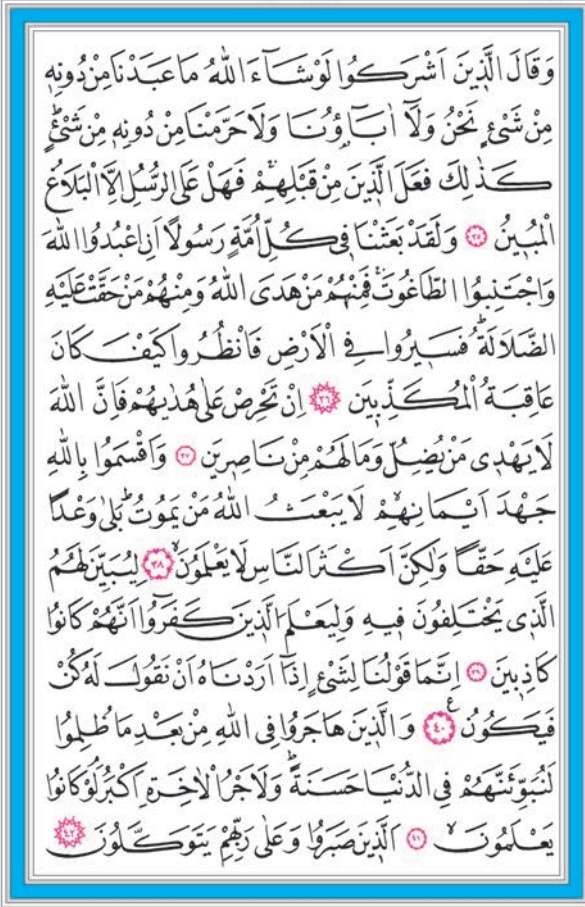 وَقَالَ الَّذ۪ينَ اَشْرَكُوا لَوْ شَٓاءَ اللّٰهُ مَا عَبَدْنَا مِنْ دُونِه۪
مِنْ شَيْءٍ نَحْنُ وَلَٓا اٰبَٓاؤُ۬نَا وَلَا حَرَّمْنَا مِنْ دُونِه۪ مِنْ شَيْءٍۜ
كَذٰلِكَ فَعَلَ الَّذ۪ينَ مِنْ قَبْلِهِمْۚ فَهَلْ عَلَى الرُّسُلِ اِلَّا الْبَلَاغُ
الْمُب۪ينُ ﴿٣٥﴾ وَلَقَدْ بَعَثْنَا ف۪ي كُلِّ اُمَّةٍ رَسُولًا اَنِ اعْبُدُوا اللّٰهَ
وَاجْتَنِبُوا الطَّاغُوتَۚ فَمِنْهُمْ مَنْ هَدَى اللّٰهُ وَمِنْهُمْ مَنْ حَقَّتْ عَلَيْهِ
الضَّلَالَةُۜ فَس۪يرُوا فِي الْاَرْضِ فَانْظُرُوا كَيْفَ كَانَ
عَاقِبَةُ الْمُكَذِّب۪ينَ ﴿٣٦﴾ اِنْ تَحْرِصْ عَلٰى هُدٰيهُمْ فَاِنَّ اللّٰهَ
لَا يَهْد۪ي مَنْ يُضِلُّ وَمَا لَهُمْ مِنْ نَاصِر۪ينَ ﴿٣٧﴾ وَاَقْسَمُوا بِاللّٰهِ
جَهْدَ اَيْمَانِهِمْۙ لَا يَبْعَثُ اللّٰهُ مَنْ يَمُوتُۜ بَلٰى وَعْدًا
عَلَيْهِ حَقًّا وَلٰكِنَّ اَكْثَرَ النَّاسِ لَا يَعْلَمُونَۙ ﴿٣٨﴾ لِيُبَيِّنَ لَهُمُ
الَّذ۪ي يَخْتَلِفُونَ ف۪يهِ وَلِيَعْلَمَ الَّذ۪ينَ كَفَرُٓوا اَنَّهُمْ كَانُوا
كَاذِب۪ينَ ﴿٣٩﴾ اِنَّمَا قَوْلُنَا لِشَيْءٍ اِذَٓا اَرَدْنَاهُ اَنْ نَقُولَ لَهُ كُنْ
فَيَكُونُ۟ ﴿٤٠﴾ وَالَّذ۪ينَ هَاجَرُوا فِي اللّٰهِ مِنْ بَعْدِ مَا ظُلِمُوا
لَنُبَوِّئَنَّهُمْ فِي الدُّنْيَا حَسَنَةًۜ وَلَاَجْرُ الْاٰخِرَةِ اَكْبَرُۢ لَوْ كَانُوا
يَعْلَمُونَۙ ﴿٤١﴾ اَلَّذ۪ينَ صَبَرُوا وَعَلٰى رَبِّهِمْ يَتَوَكَّلُونَ ﴿٤٢﴾